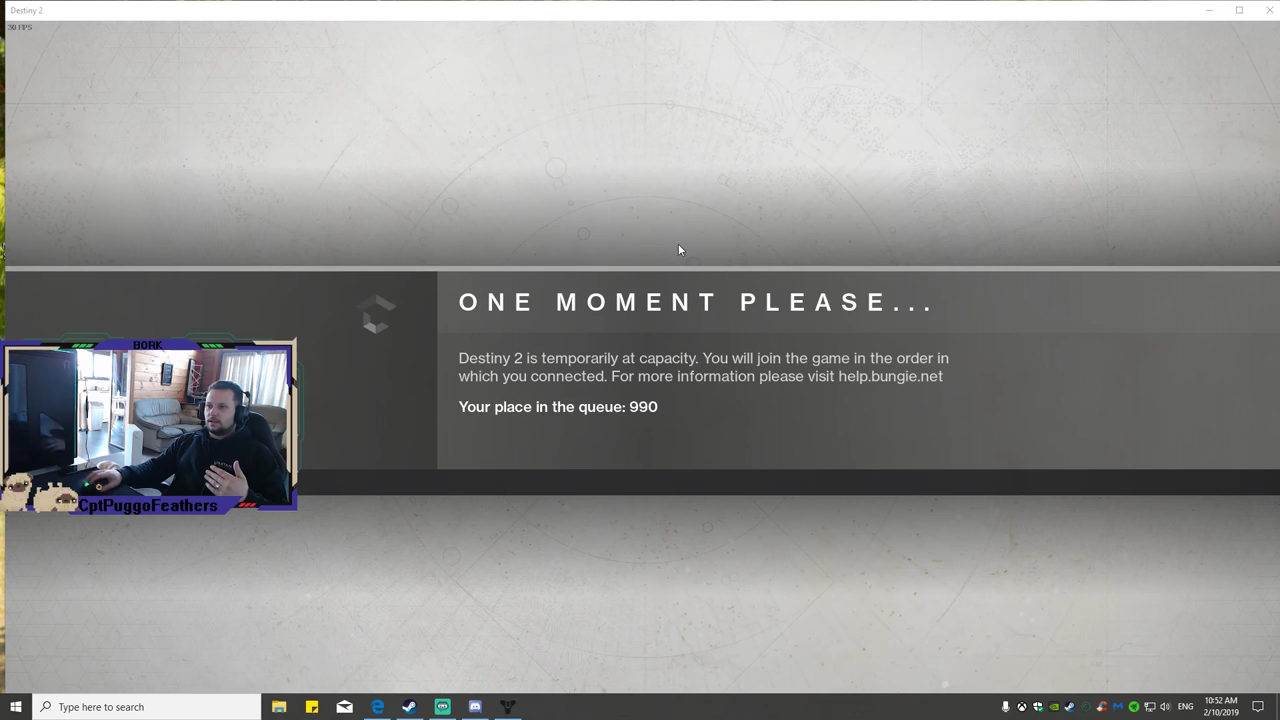 Destiny 2
30 FPS
ONE MOMENT PLEASE...
Destiny 2 is temporarily at capacity. You will join the game in the order in
which you connected. For more information please visit help.bungie.net
Your place in the queue: 990
BORK
CptPuggoFeathers
Type here to search
ENG
10:52 AM
2/10/2019